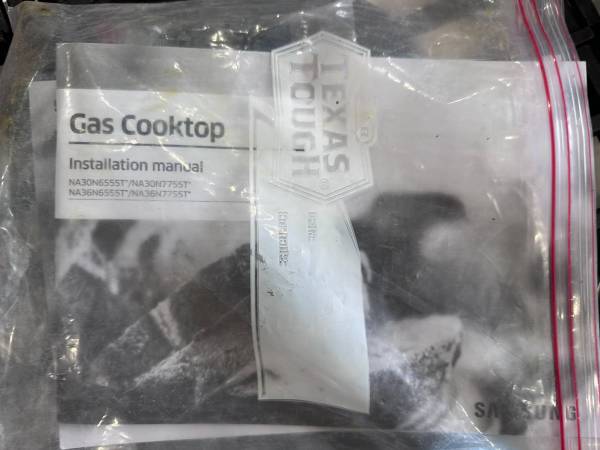 Gas Cooktop
Installation manual
NA30N6555T*/NA30N7755T*
NA36N6555T*/NA36N7755T*
TEXAS
TOUGH®
SAMSUNG